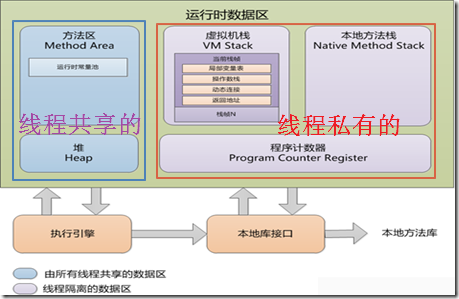 运行时数据区
方法区
Method Area
运行时常量池
虚拟机栈
VM Stack
当前栈帧
局部变量表
操作数栈
动态连接
返回地址
栈帧N
本地方法栈
Native Method Stack
线程共享的
线程私有的
堆
Heap
程序计数器
Program Counter Register
执行引擎
本地库接口
本地方法库
由所有线程共享的数据区
线程隔离的数据区